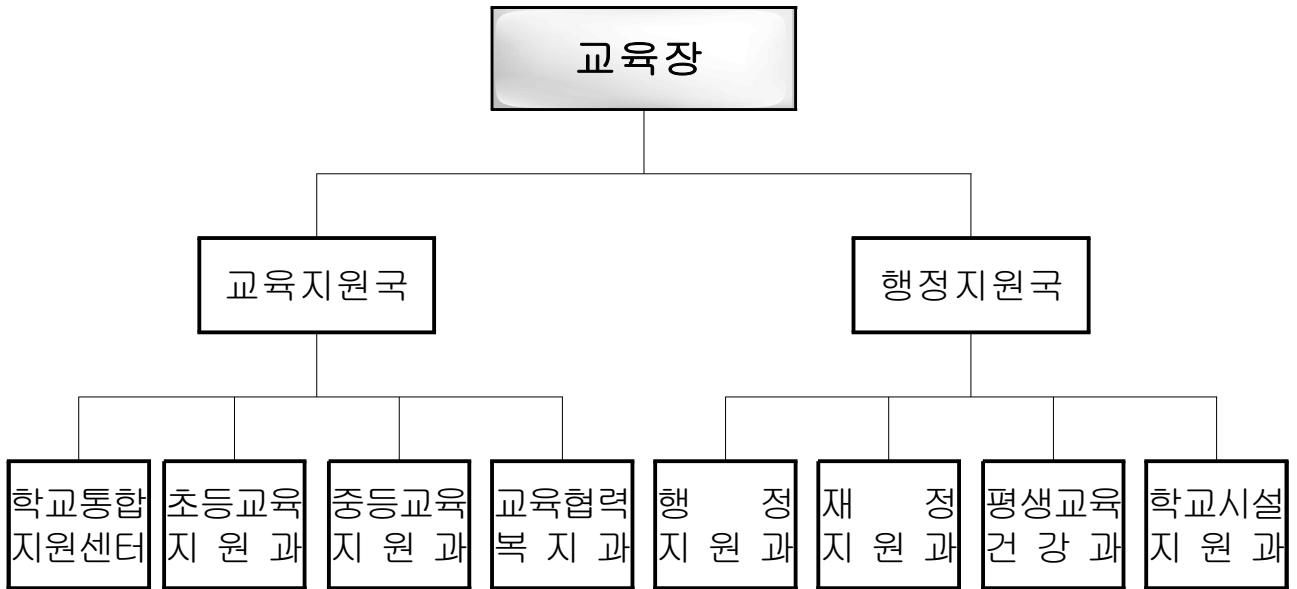 교육장
교육지원국
행정지원국
학교통합
지원센터
초등교육
지 원 과
중등교육
지 원 과
교육협력
복 지 과
행 정
지 원 과
재 정
지 원 과
평생교육
건 강 과
학교시설
지 원 과